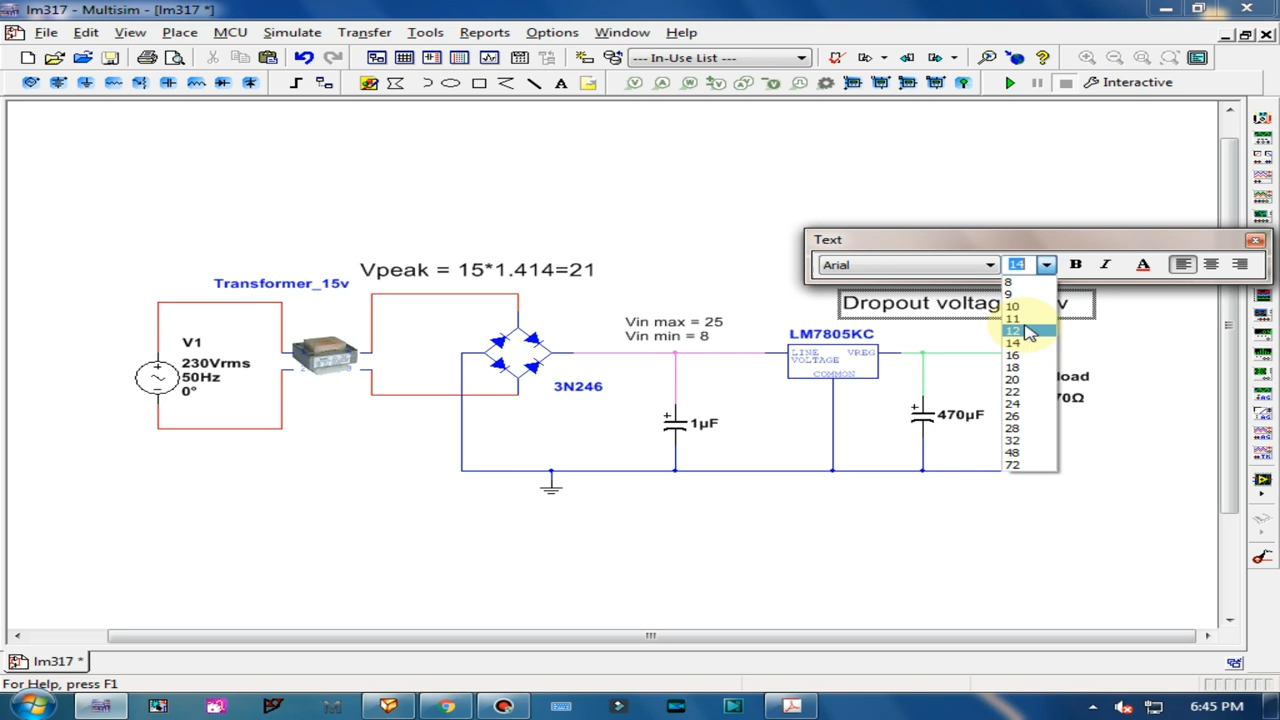 lm317 - Multisim - [lm317 *]
File Edit View Place MCU Simulate Transfer Tools Reports Options Window Help
--- In-Use List ---
Interactive
Text
Arial
14
8
9
10
11
12
14
16
18
20
22
24
26
28
32
48
72
Vpeak = 15*1.414=21
Transformer_15v
Dropout voltage
v
Vin max = 25
Vin min = 8
LM7805KC
LINE VREG
VOLTAGE
COMMON
V1
230Vrms
50Hz
0°
3N246
1µF
470µF
load
70Ω
lm317 *
For Help, press F1
6:45 PM